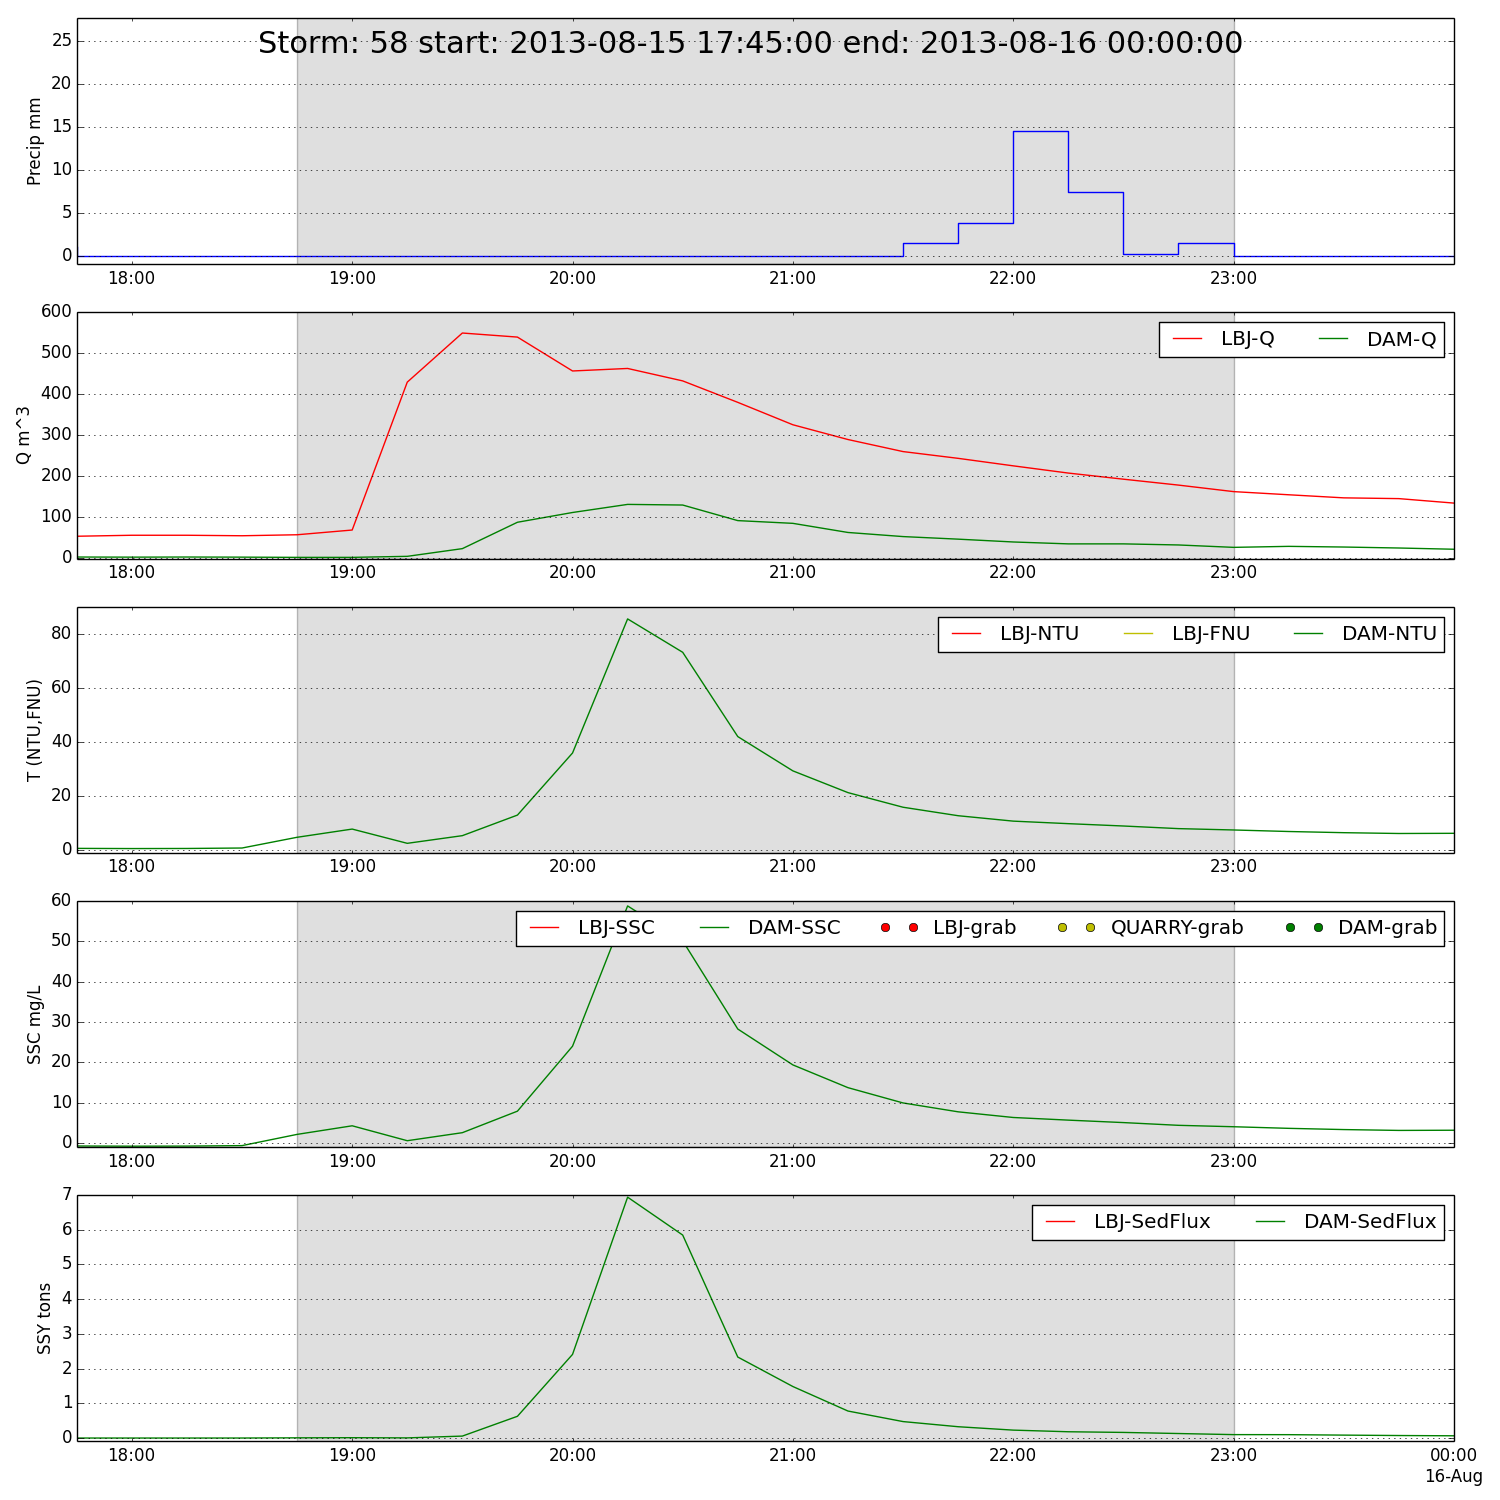 Storm: 58 start: 2013-08-15 17:45:00 end: 2013-08-16 00:00:00
Precip mm
25
20
15
10
5
0
18:00 19:00 20:00 21:00 22:00 23:00
Q m^3
600
500
400
300
200
100
0
LBJ-Q DAM-Q
18:00 19:00 20:00 21:00 22:00 23:00
T (NTU,FNU)
80
60
40
20
0
LBJ-NTU LBJ-FNU DAM-NTU
18:00 19:00 20:00 21:00 22:00 23:00
SSC mg/L
60
50
40
30
20
10
0
LBJ-SSC DAM-SSC LBJ-grab QUARRY-grab DAM-grab
18:00 19:00 20:00 21:00 22:00 23:00
SSY tons
7
6
5
4
3
2
1
0
LBJ-SedFlux DAM-SedFlux
18:00 19:00 20:00 21:00 22:00 23:00 00:00
16-Aug